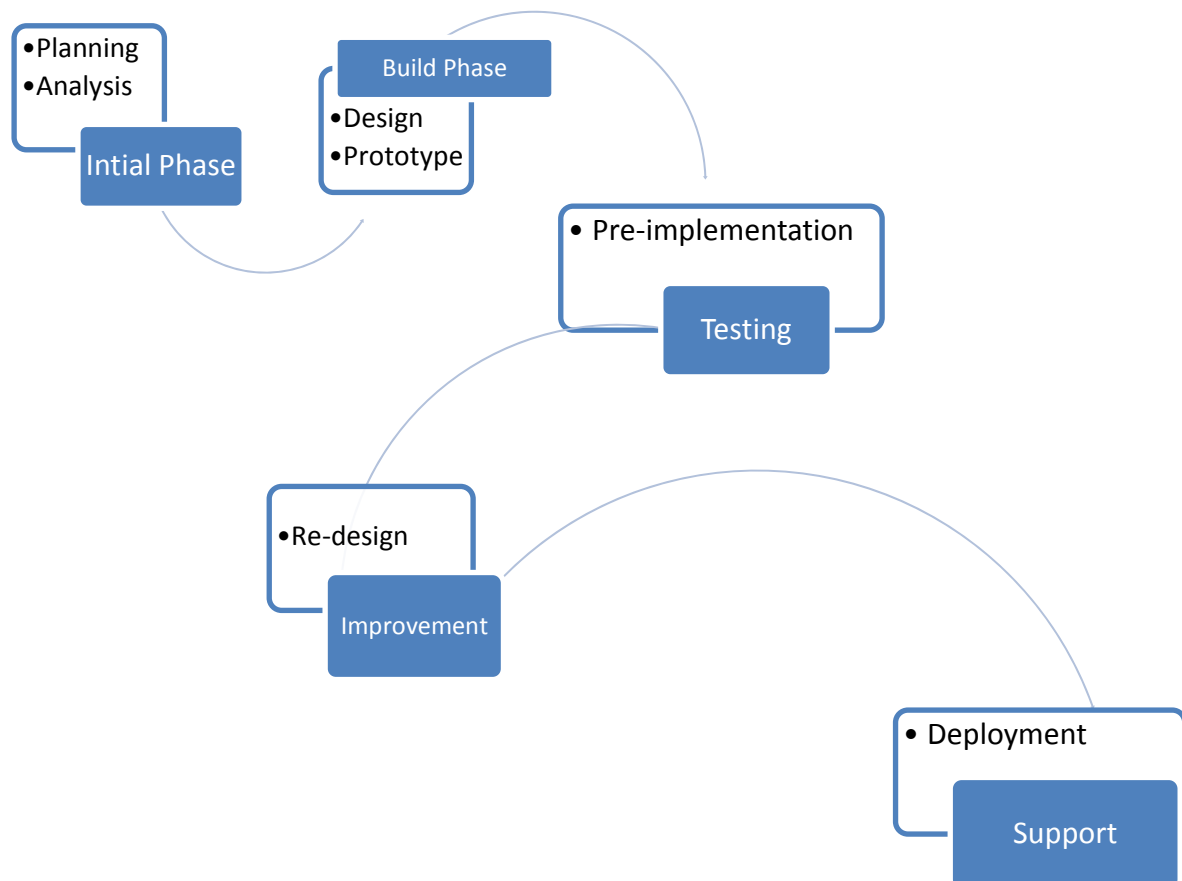 •Planning
•Analysis
Intial Phase
Build Phase
•Design
•Prototype
• Pre-implementation
Testing
•Re-design
Improvement
• Deployment
Support